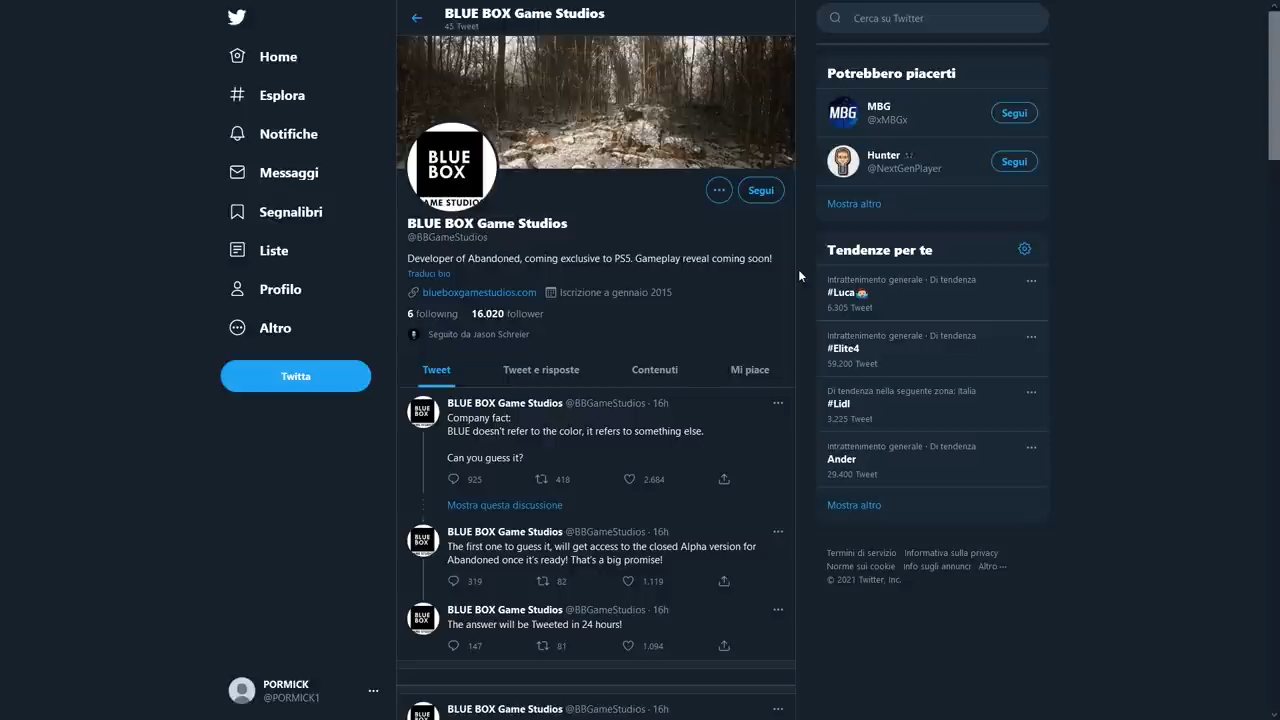 Home
Esplora
Notifiche
Messaggi
Segnalibri
Liste
Profilo
Altro
Twitta
PORMICK
@PORMICK1
BLUE BOX Game Studios
45 Tweet
BLUE
BOX
GAME STUDIOS
Segui
BLUE BOX Game Studios
@BBGameStudios
Developer of Abandoned, coming exclusive to PS5. Gameplay reveal coming soon!
Traduci bio
blueboxgamestudios.com Iscrizione a gennaio 2015
6 following 16.020 follower
Seguito da Jason Schreier
Tweet Tweet e risposte Contenuti Mi piace
BLUE BOX Game Studios @BBGameStudios · 16h
Company fact:
BLUE doesn't refer to the color, it refers to something else.
Can you guess it?
925 418 2.684
Mostra questa discussione
BLUE BOX Game Studios @BBGameStudios · 16h
The first one to guess it, will get access to the closed Alpha version for
Abandoned once it's ready! That's a big promise!
319 82 1.119
BLUE BOX Game Studios @BBGameStudios · 16h
The answer will be Tweeted in 24 hours!
147 81 1.094
BLUE BOX Game Studios @BBGameStudios · 16h
Cerca su Twitter
Potrebbero piacerti
MBG
MBG
@xMBGx
Segui
Hunter
@NextGenPlayer
Segui
Mostra altro
Tendenze per te
Intrattenimento generale · Di tendenza
#Luca
6.305 Tweet
Intrattenimento generale · Di tendenza
#Elite4
59.200 Tweet
Di tendenza nella seguente zona: Italia
#Lidl
3.225 Tweet
Intrattenimento generale · Di tendenza
Ander
29.400 Tweet
Mostra altro
Termini di servizio Informativa sulla privacy
Norme sui cookie Info sugli annunci Altro ···
© 2021 Twitter, Inc.